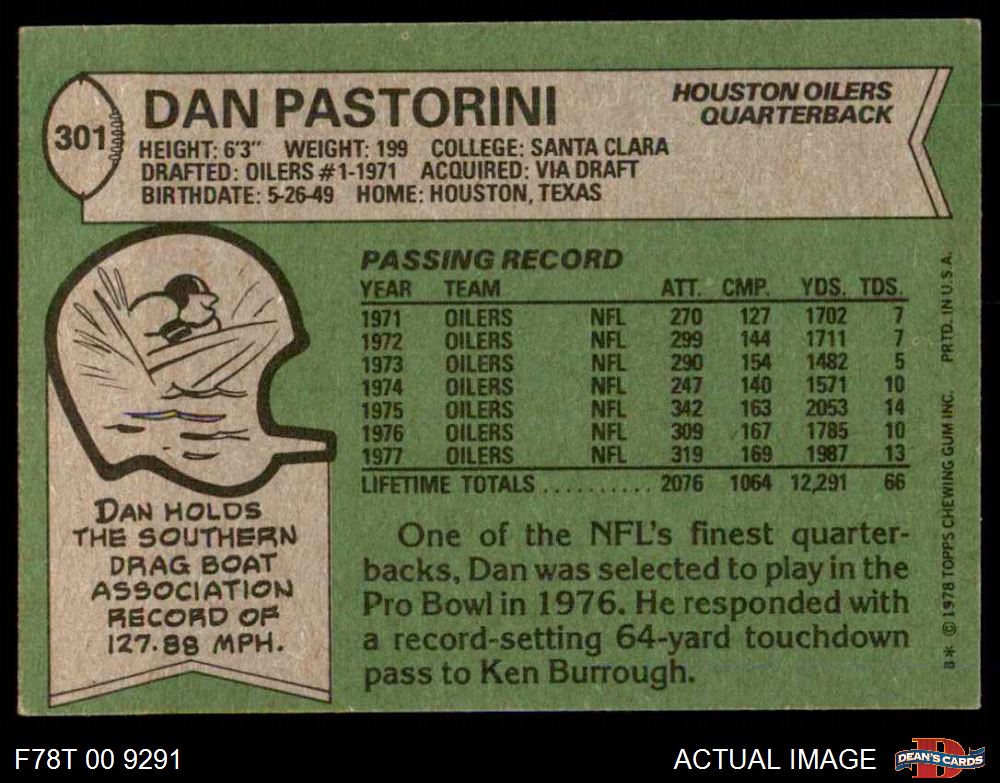 301
DAN PASTORINI
HOUSTON OILERS
QUARTERBACK
HEIGHT: 6'3" WEIGHT: 199 COLLEGE: SANTA CLARA
DRAFTED: OILERS #1-1971 ACQUIRED: VIA DRAFT
BIRTHDATE: 5-26-49 HOME: HOUSTON, TEXAS
PASSING RECORD
YEAR TEAM ATT. CMP. YDS. TDS.
1971 OILERS NFL 270 127 1702 7
1972 OILERS NFL 299 144 1711 7
1973 OILERS NFL 290 154 1482 5
1974 OILERS NFL 247 140 1571 10
1975 OILERS NFL 342 163 2053 14
1976 OILERS NFL 309 167 1785 10
1977 OILERS NFL 319 169 1987 13
LIFETIME TOTALS .......... 2076 1064 12,291 66
DAN HOLDS
THE SOUTHERN
DRAG BOAT
ASSOCIATION
RECORD OF
127.88 MPH.
One of the NFL's finest quarter-
backs, Dan was selected to play in the
Pro Bowl in 1976. He responded with
a record-setting 64-yard touchdown
pass to Ken Burrough.
B* © 1978 TOPPS CHEWING GUM INC. PRTD. IN U.S.A.
F78T 00 9291
ACTUAL IMAGE
D
DEAN'S CARDS